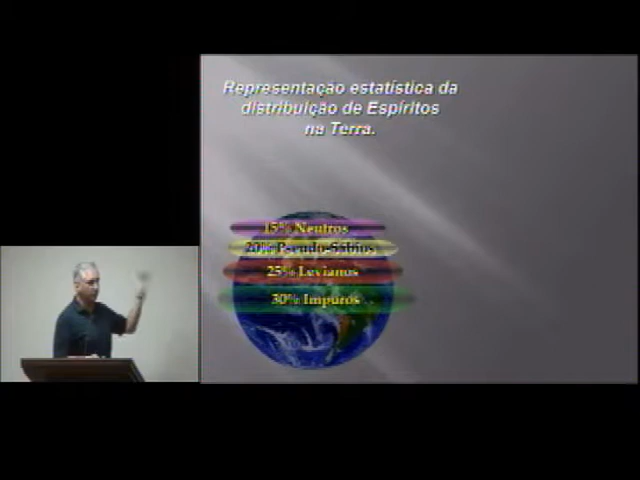 Representação estatística da
distribuição de Espíritos
na Terra.
15% Neutros
20% Pseudo-Sábios
25% Levianos
30% Impuros